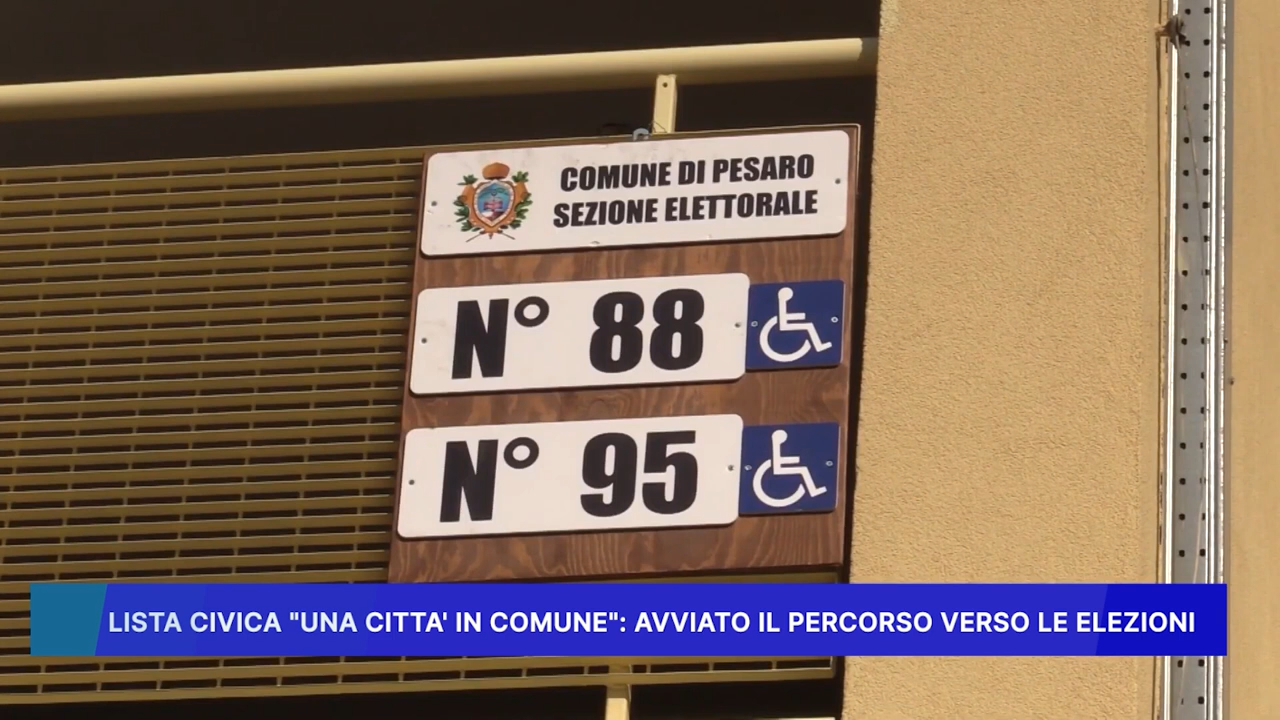 COMUNE DI PESARO
SEZIONE ELETTORALE
N° 88
N° 95
LISTA CIVICA "UNA CITTA' IN COMUNE": AVVIATO IL PERCORSO VERSO LE ELEZIONI